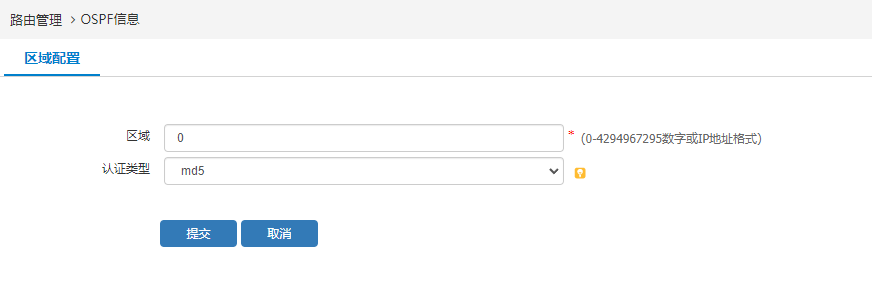 路由管理 > OSPF信息
区域配置
区域 0 * (0-4294967295数字或IP地址格式)
认证类型 md5
提交 取消